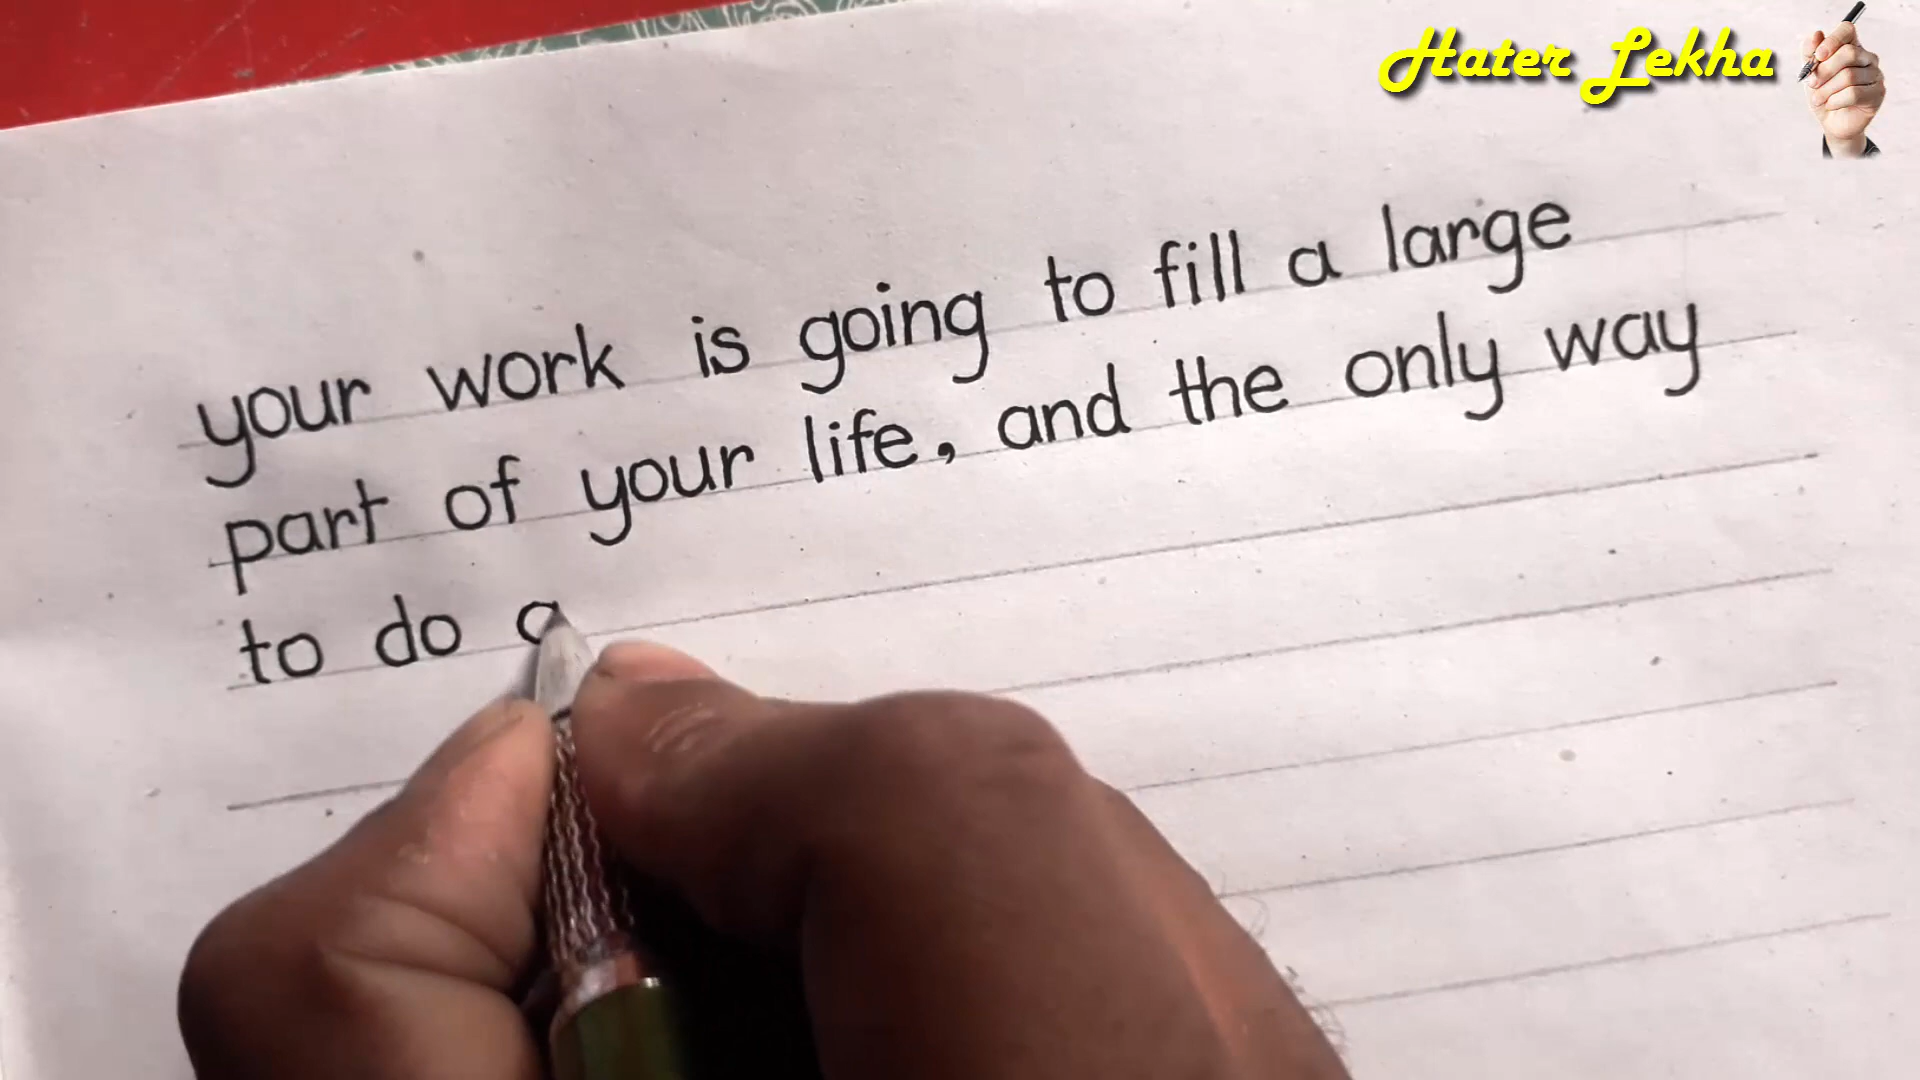 Hater Lekha
your work is going to fill a large
part of your life, and the only way
to do